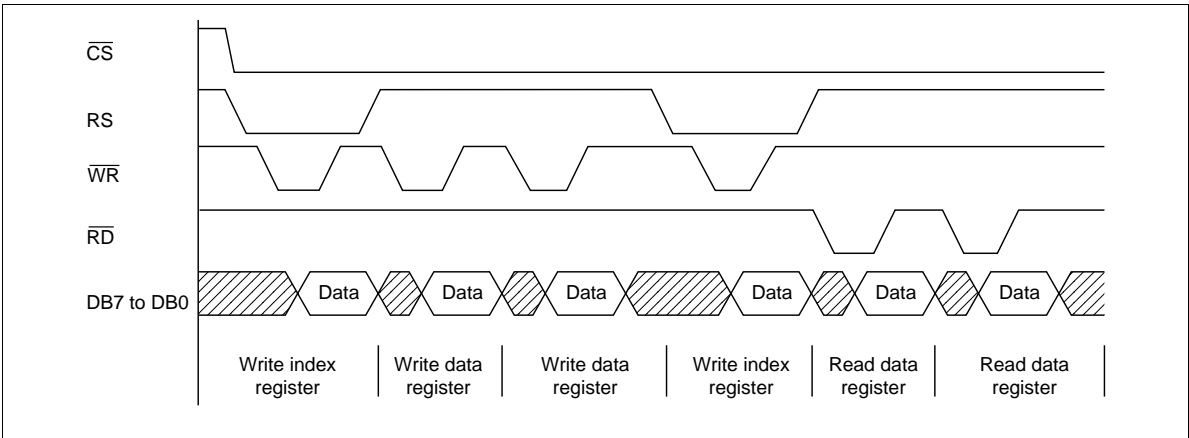 CS
RS
WR
RD
DB7 to DB0
Data Data Data Data Data Data
Write index
register
Write data
register
Write data
register
Write index
register
Read data
register
Read data
register